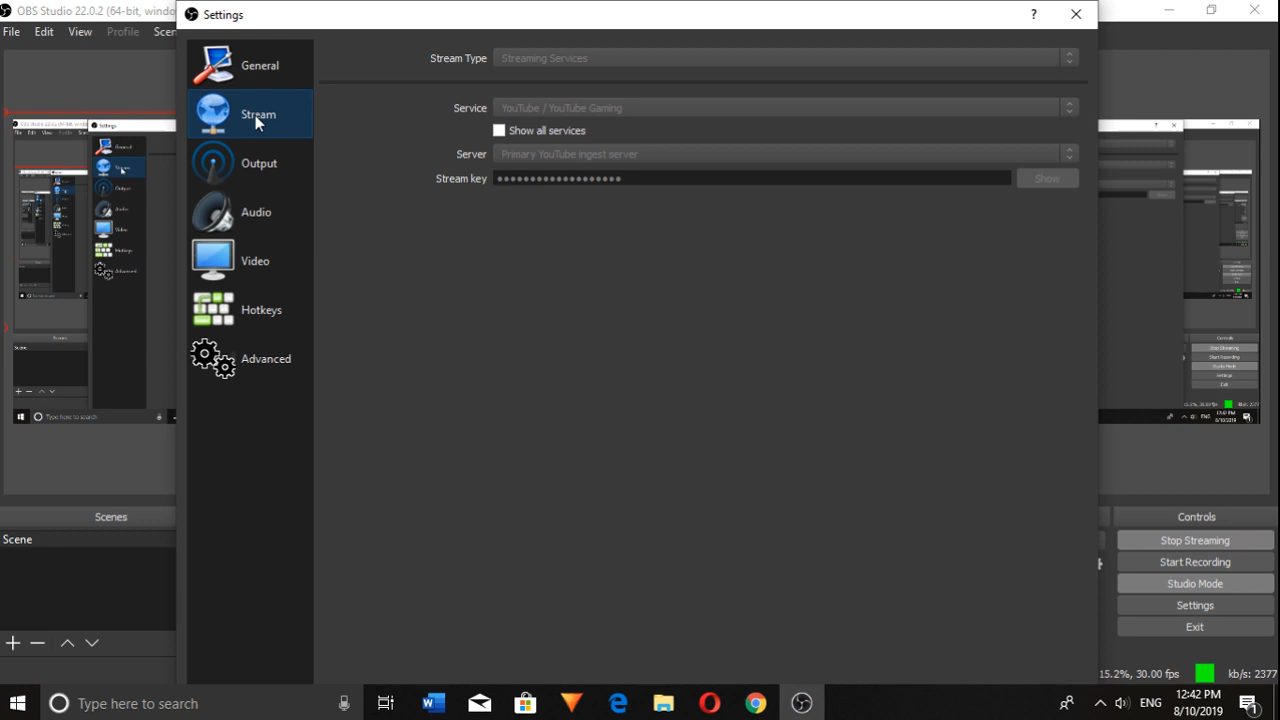 OBS Studio 22.0.2 (64-bit, windo
Settings
?
File Edit View Profile Scen
General
Stream
Output
Audio
Video
Hotkeys
Advanced
Stream Type Streaming Services
Service YouTube / YouTube Gaming
Show all services
Server Primary YouTube ingest server
Stream key ●●●●●●●●●●●●●●●●●●● Show
Scenes
Scene
Controls
Stop Streaming
Start Recording
Studio Mode
Settings
Exit
15.2%, 30.00 fps kb/s: 2377
Type here to search
ENG
12:42 PM
8/10/2019